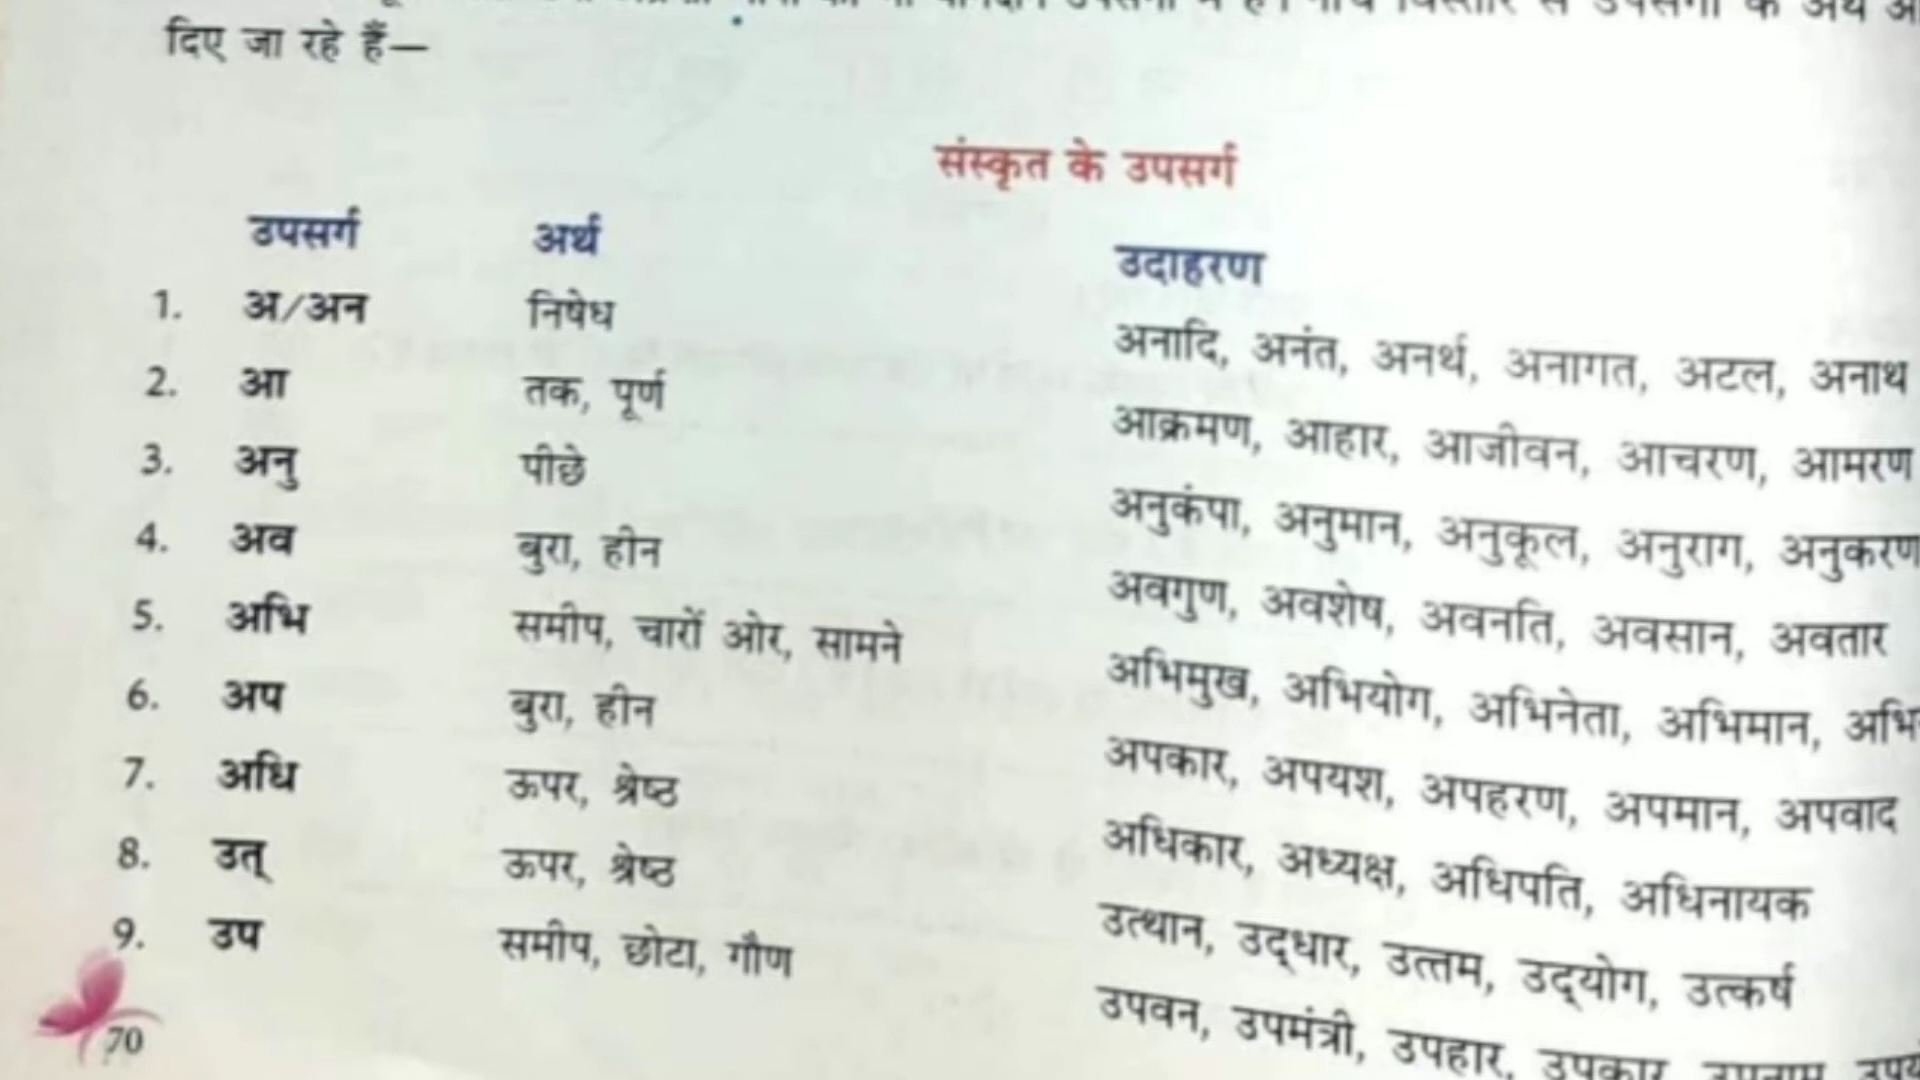 दिए जा रहे हैं—
संस्कृत के उपसर्ग
उपसर्ग अर्थ उदाहरण
1. अ/अन निषेध अनादि, अनंत, अनर्थ, अनागत, अटल, अनाथ
2. आ तक, पूर्ण आक्रमण, आहार, आजीवन, आचरण, आमरण
3. अनु पीछे अनुकंपा, अनुमान, अनुकूल, अनुराग, अनुकरण
4. अव बुरा, हीन अवगुण, अवशेष, अवनति, अवसान, अवतार
5. अभि समीप, चारों ओर, सामने अभिमुख, अभियोग, अभिनेता, अभिमान,
6. अप बुरा, हीन अपकार, अपयश, अपहरण, अपमान, अपवाद
7. अधि ऊपर, श्रेष्ठ अधिकार, अध्यक्ष, अधिपति, अधिनायक
8. उत् ऊपर, श्रेष्ठ उत्थान, उद्‌धार, उत्तम, उद्‌योग, उत्कर्ष
9. उप समीप, छोटा, गौण उपवन, उपमंत्री, उपहार, उपकार
70